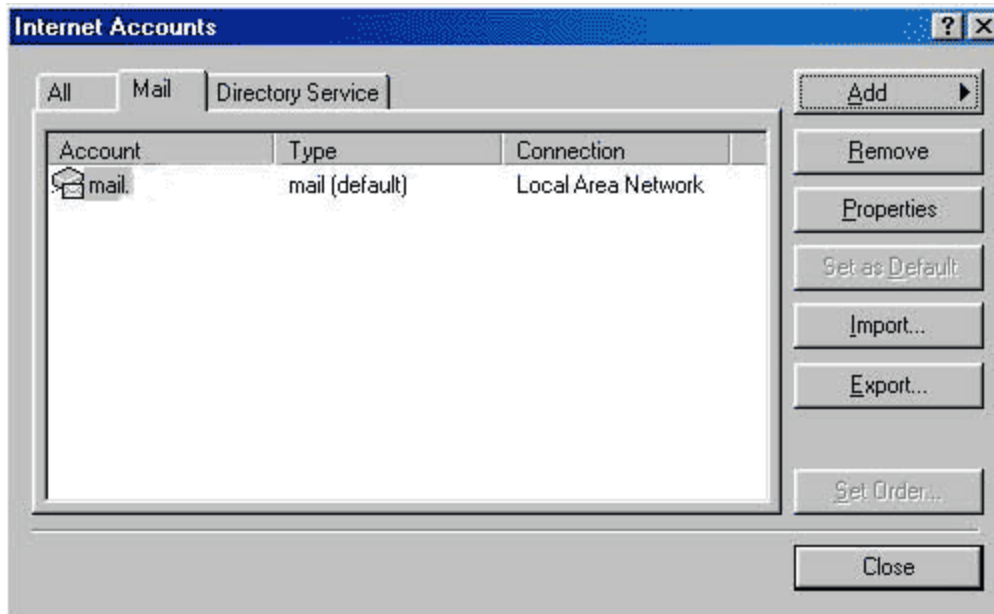 Internet Accounts
All Mail Directory Service
Add
Account Type Connection
Remove
mail. mail (default) Local Area Network
Properties
Set as Default
Import...
Export...
Set Order...
Close